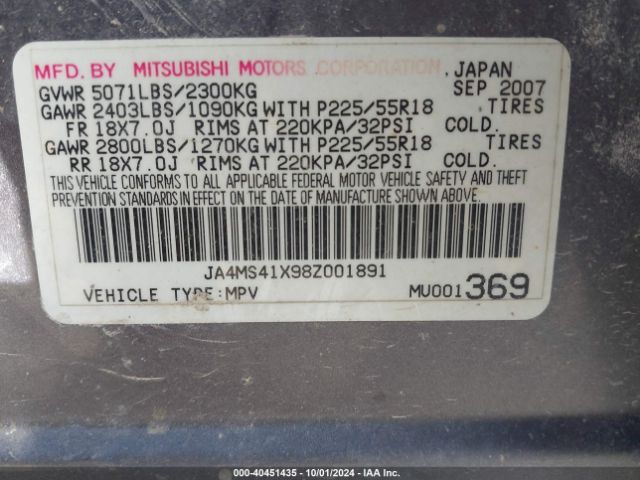 MFD. BY MITSUBISHI MOTORS CORPORATION, JAPAN
GVWR 5071LBS/2300KG SEP 2007
GAWR 2403LBS/1090KG WITH P225/55R18 TIRES
FR 18X7.0J RIMS AT 220KPA/32PSI COLD.
GAWR 2800LBS/1270KG WITH P225/55R18 TIRES
RR 18X7.0J RIMS AT 220KPA/32PSI COLD.
THIS VEHICLE CONFORMS TO ALL APPLICABLE FEDERAL MOTOR VEHICLE SAFETY AND THEFT
PREVENTION STANDARDS IN EFFECT ON THE DATE OF MANUFACTURE SHOWN ABOVE.
JA4MS41X98Z001891
VEHICLE TYPE:MPV MU001369
000-40451435 - 10/01/2024 - IAA Inc.